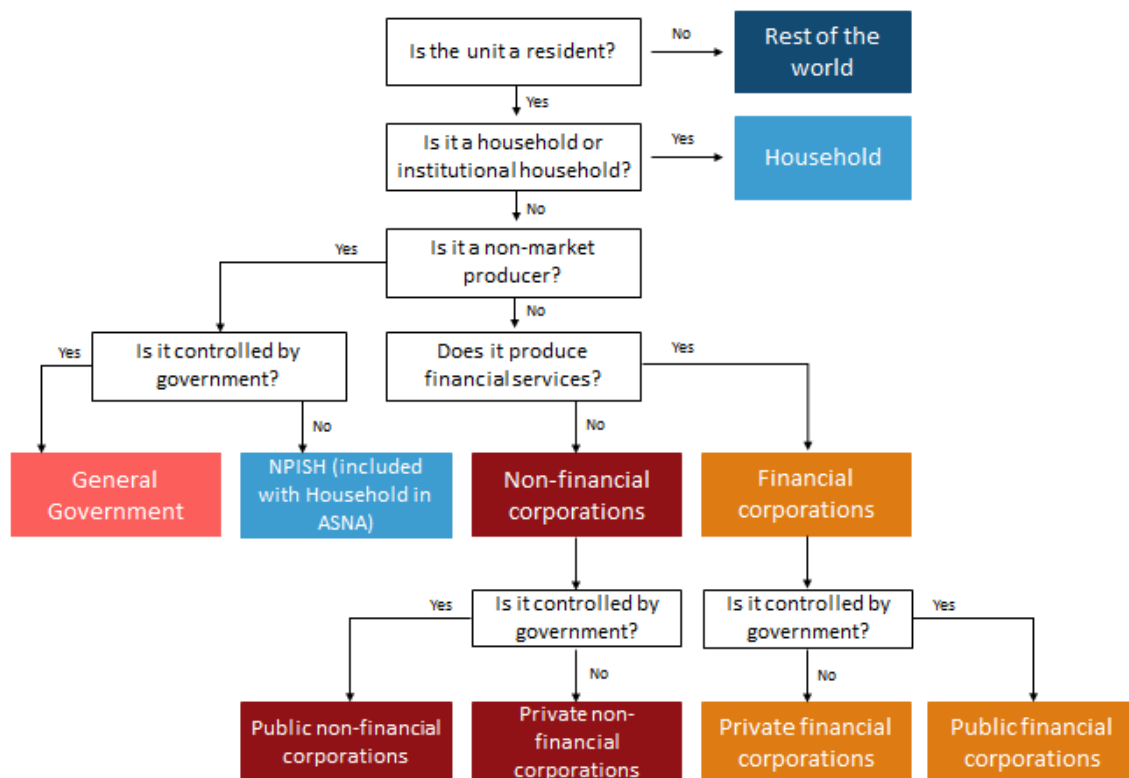 Is the unit a resident?
No
Rest of the
world
Yes
Is it a household or
institutional household?
Yes
Household
No
Is it a non-market
producer?
Yes
No
Is it controlled by
government?
Yes
No
Does it produce
financial services?
Yes
No
General
Government
NPISH (included
with Household in
ASNA)
Non-financial
corporations
Financial
corporations
Is it controlled by
government?
Yes
No
Is it controlled by
government?
Yes
No
Public non-financial
corporations
Private non-
financial
corporations
Private financial
corporations
Public financial
corporations